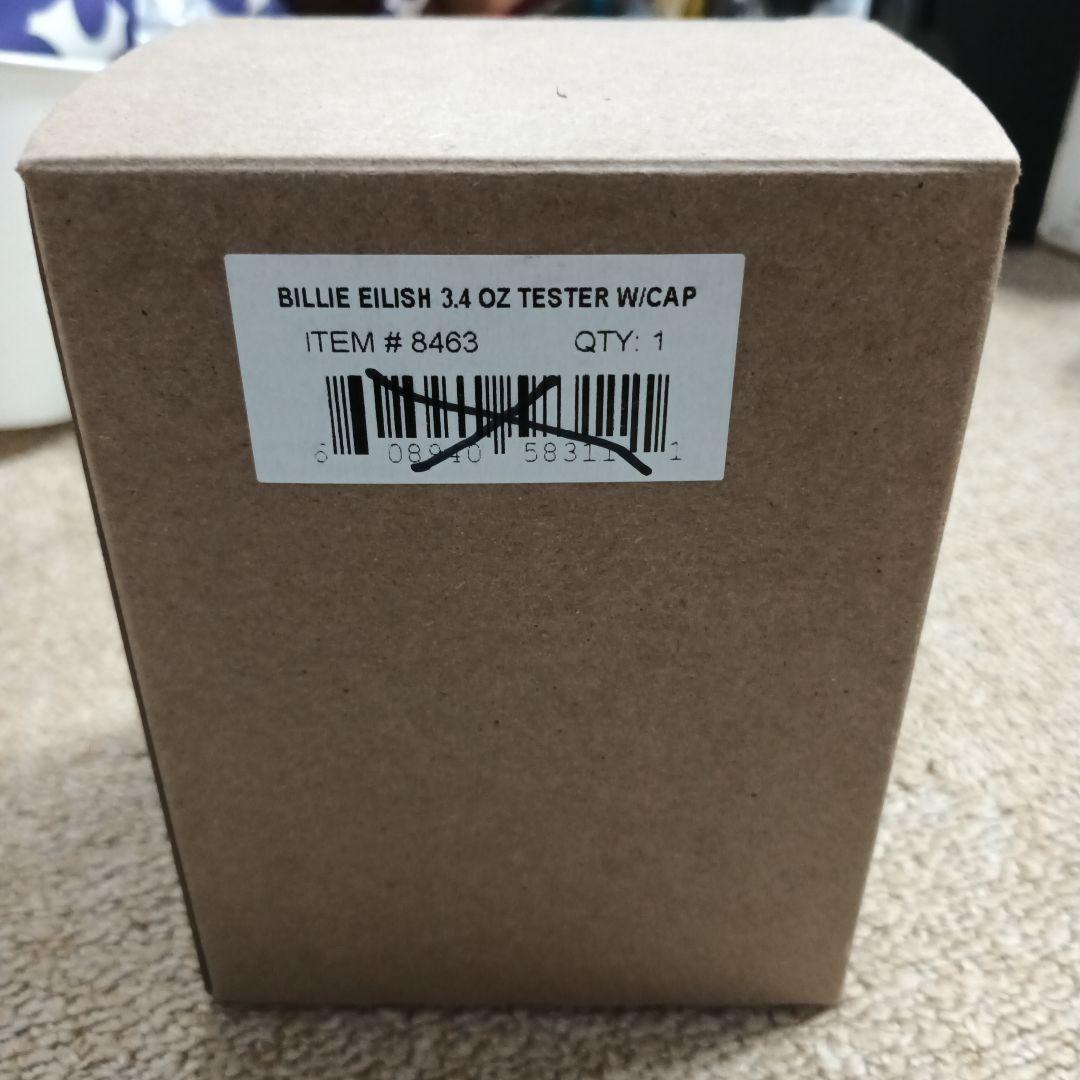 BILLIE EILISH 3.4 OZ TESTER W/CAP
ITEM # 8463 QTY: 1
6 08940 58311 1